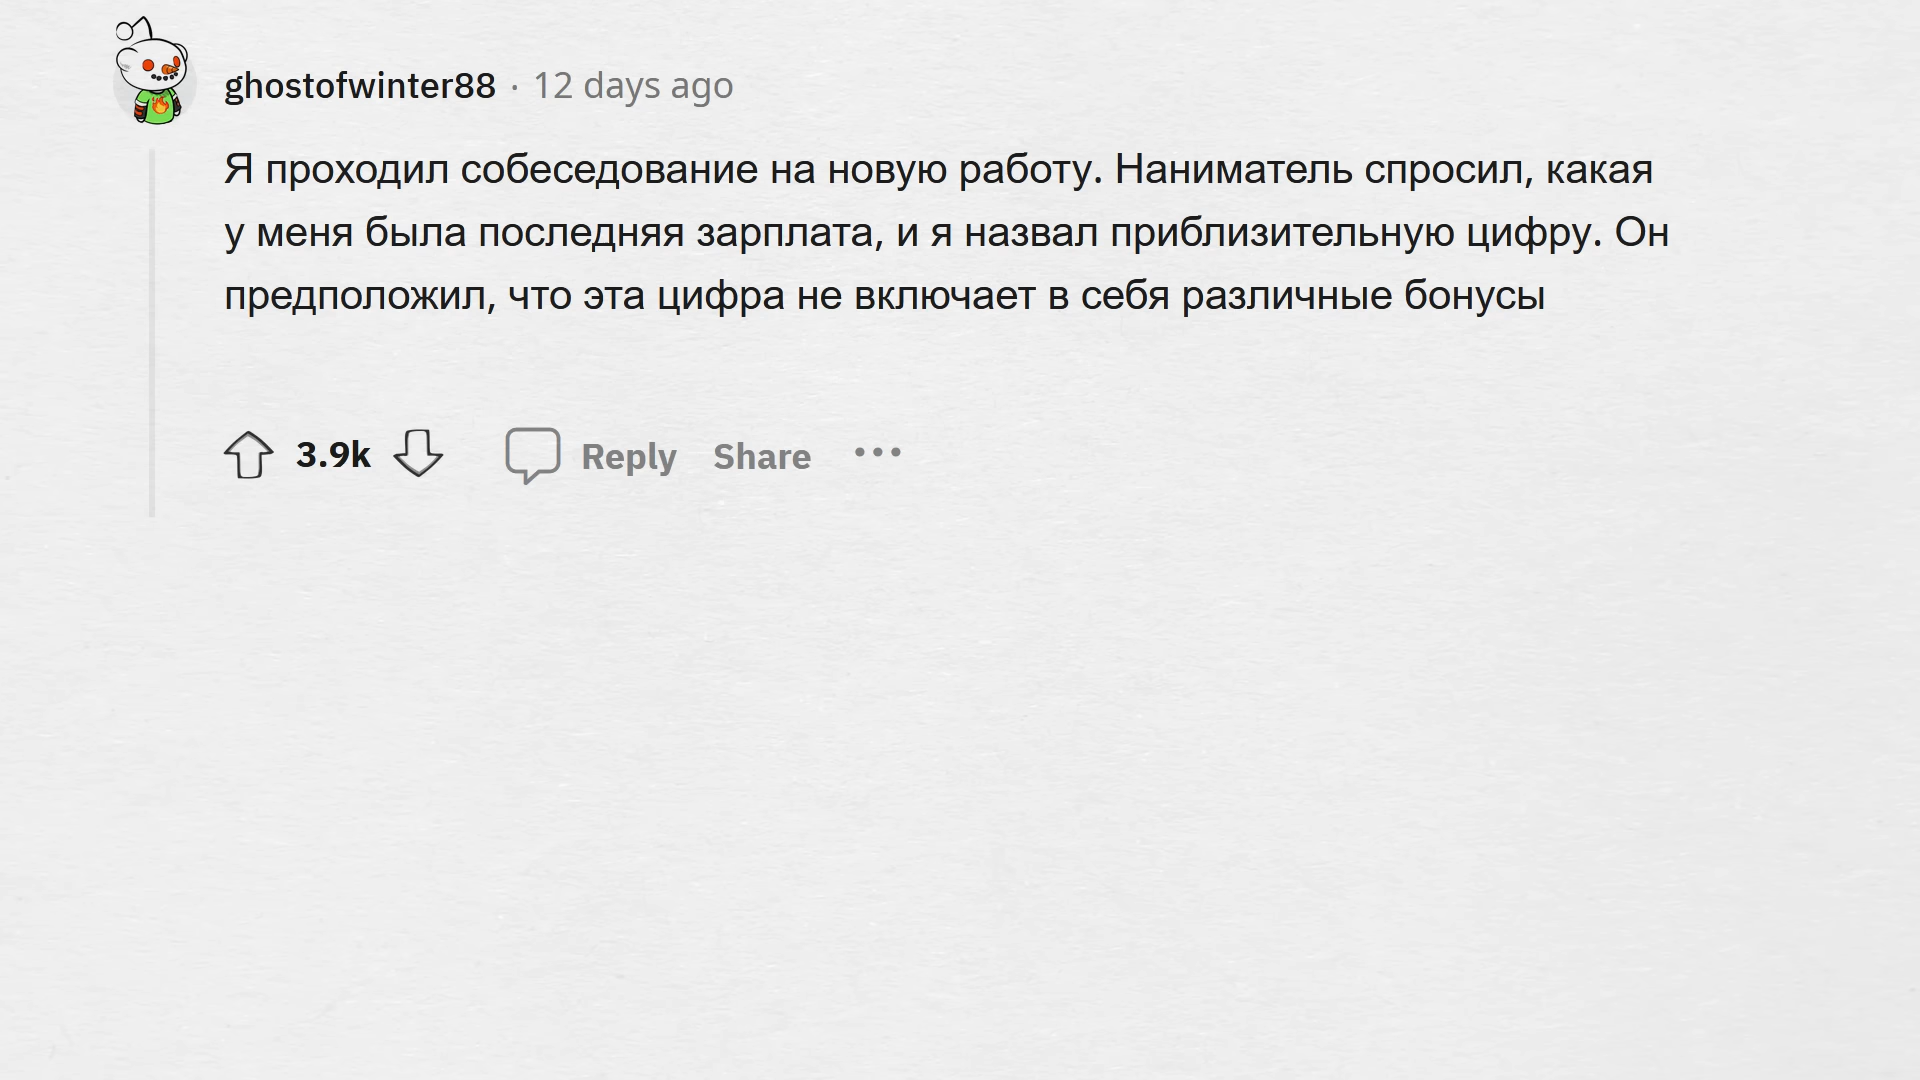 ghostofwinter88 · 12 days ago
Я проходил собеседование на новую работу. Наниматель спросил, какая
у меня была последняя зарплата, и я назвал приблизительную цифру. Он
предположил, что эта цифра не включает в себя различные бонусы
3.9k Reply Share ···